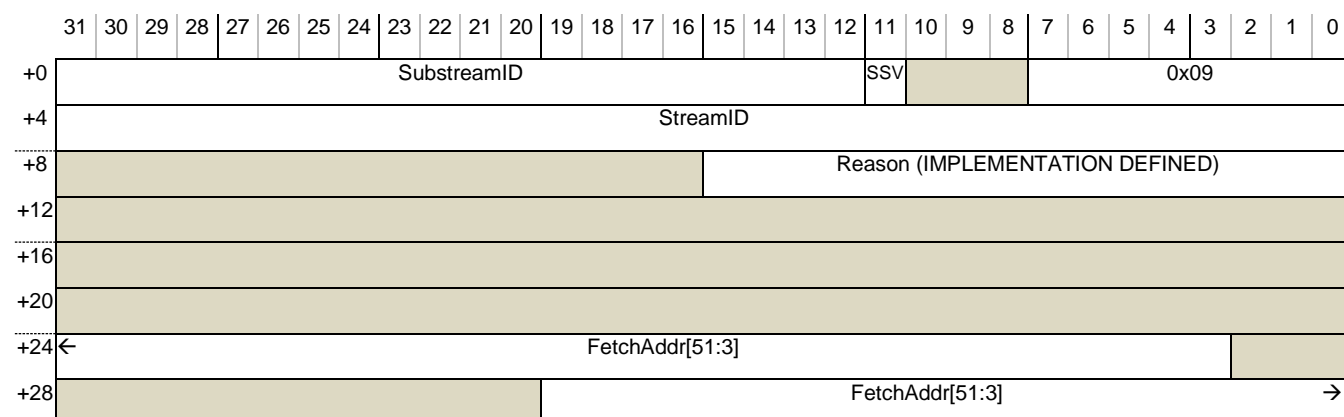 31 30 29 28 27 26 25 24 23 22 21 20 19 18 17 16 15 14 13 12 11 10 9 8 7 6 5 4 3 2 1 0
+0 SubstreamID SSV 0x09
+4 StreamID
+8 Reason (IMPLEMENTATION DEFINED)
+12
+16
+20
+24 ← FetchAddr[51:3]
+28 FetchAddr[51:3] →